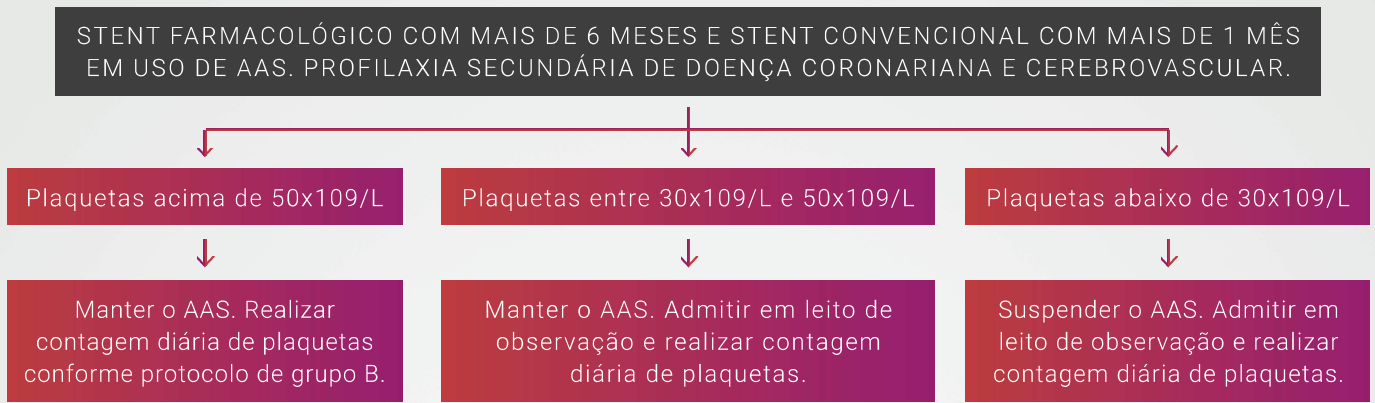 STENT FARMACOLÓGICO COM MAIS DE 6 MESES E STENT CONVENCIONAL COM MAIS DE 1 MÊS
EM USO DE AAS. PROFILAXIA SECUNDÁRIA DE DOENÇA CORONARIANA E CEREBROVASCULAR.
Plaquetas acima de 50x109/L
Plaquetas entre 30x109/L e 50x109/L
Plaquetas abaixo de 30x109/L
Manter o AAS. Realizar
contagem diária de plaquetas
conforme protocolo de grupo B.
Manter o AAS. Admitir em leito de
observação e realizar contagem
diária de plaquetas.
Suspender o AAS. Admitir em
leito de observação e realizar
contagem diária de plaquetas.